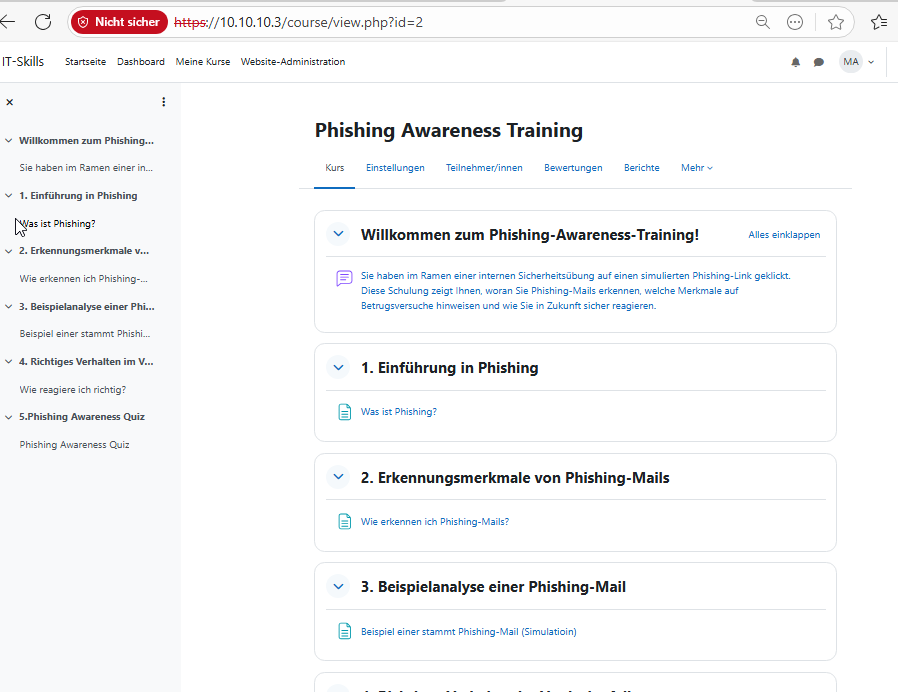 Nicht sicher https://10.10.10.3/course/view.php?id=2
IT-Skills Startseite Dashboard Meine Kurse Website-Administration MA
Willkommen zum Phishing...
Sie haben im Ramen einer in...
1. Einführung in Phishing
Was ist Phishing?
2. Erkennungsmerkmale v...
Wie erkennen ich Phishing-...
3. Beispielanalyse einer Phi...
Beispiel einer stammt Phishi...
4. Richtiges Verhalten im V...
Wie reagiere ich richtig?
5.Phishing Awareness Quiz
Phishing Awareness Quiz
Phishing Awareness Training
Kurs Einstellungen Teilnehmer/innen Bewertungen Berichte Mehr
Willkommen zum Phishing-Awareness-Training! Alles einklappen
Sie haben im Ramen einer internen Sicherheitsübung auf einen simulierten Phishing-Link geklickt.
Diese Schulung zeigt Ihnen, woran Sie Phishing-Mails erkennen, welche Merkmale auf
Betrugsversuche hinweisen und wie Sie in Zukunft sicher reagieren.
1. Einführung in Phishing
Was ist Phishing?
2. Erkennungsmerkmale von Phishing-Mails
Wie erkennen ich Phishing-Mails?
3. Beispielanalyse einer Phishing-Mail
Beispiel einer stammt Phishing-Mail (Simulatioin)